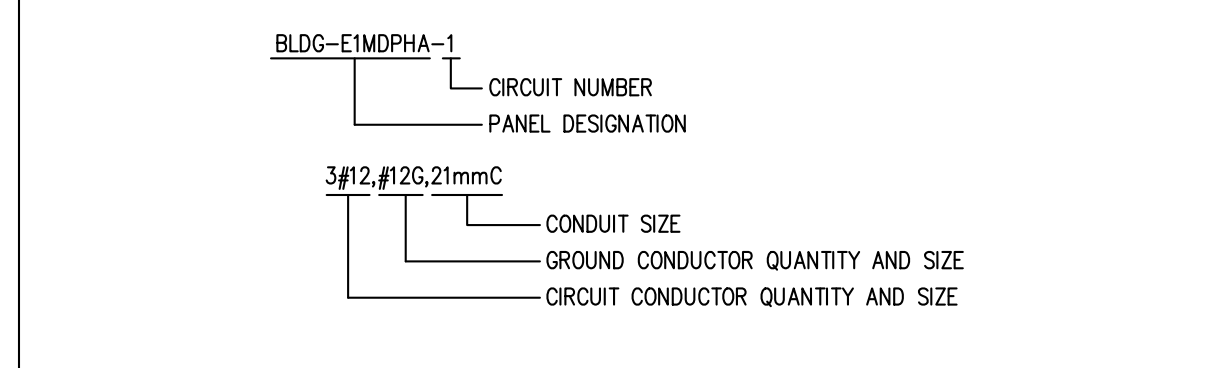 BLDG-E1MDPHA-1
CIRCUIT NUMBER
PANEL DESIGNATION
3#12,#12G,21mmC
CONDUIT SIZE
GROUND CONDUCTOR QUANTITY AND SIZE
CIRCUIT CONDUCTOR QUANTITY AND SIZE